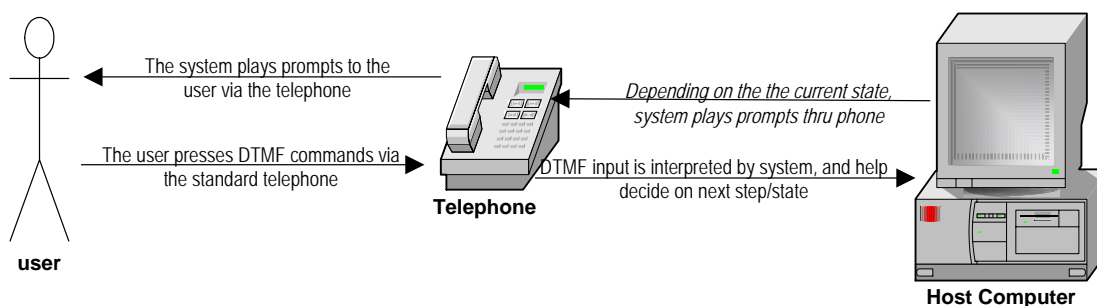 The system plays prompts to the
user via the telephone
Depending on the the current state,
system plays prompts thru phone
The user presses DTMF commands via
the standard telephone
DTMF input is interpreted by system, and help
decide on next step/state
Telephone
user
Host Computer